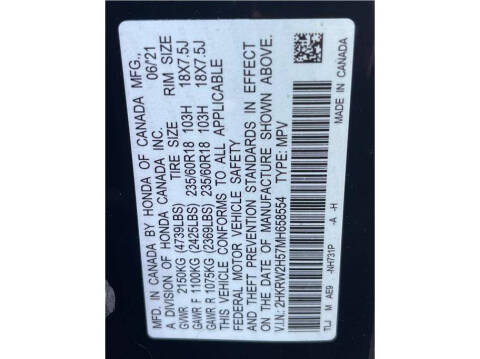 MFD. IN CANADA BY HONDA OF CANADA MFG., 06/21
A DIVISION OF HONDA CANADA INC.
TIRE SIZE RIM SIZE
GVWR 2150KG (4739LBS)
GAWR F 1100KG (2425LBS) 235/60R18 103H 18X7.5J
GAWR R 1075KG (2369LBS) 235/60R18 103H 18X7.5J
THIS VEHICLE CONFORMS TO ALL APPLICABLE
FEDERAL MOTOR VEHICLE SAFETY
AND THEFT PREVENTION STANDARDS IN EFFECT
ON THE DATE OF MANUFACTURE SHOWN ABOVE.
V.I.N.: 2HKRW2H57MH658554 TYPE: MPV
TLJ M AE9 -NH731P -A -H MADE IN CANADA